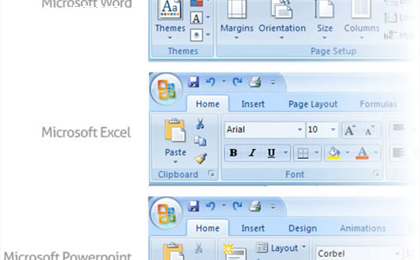 Microsoft Word
Themes Margins Orientation Size Columns
Themes Page Setup
Home Insert Page Layout Formulas
Microsoft Excel
Arial 10 A A
Paste B I U A
Clipboard Font
Home Insert Design Animations
Microsoft Powerpoint
Layout Corbel